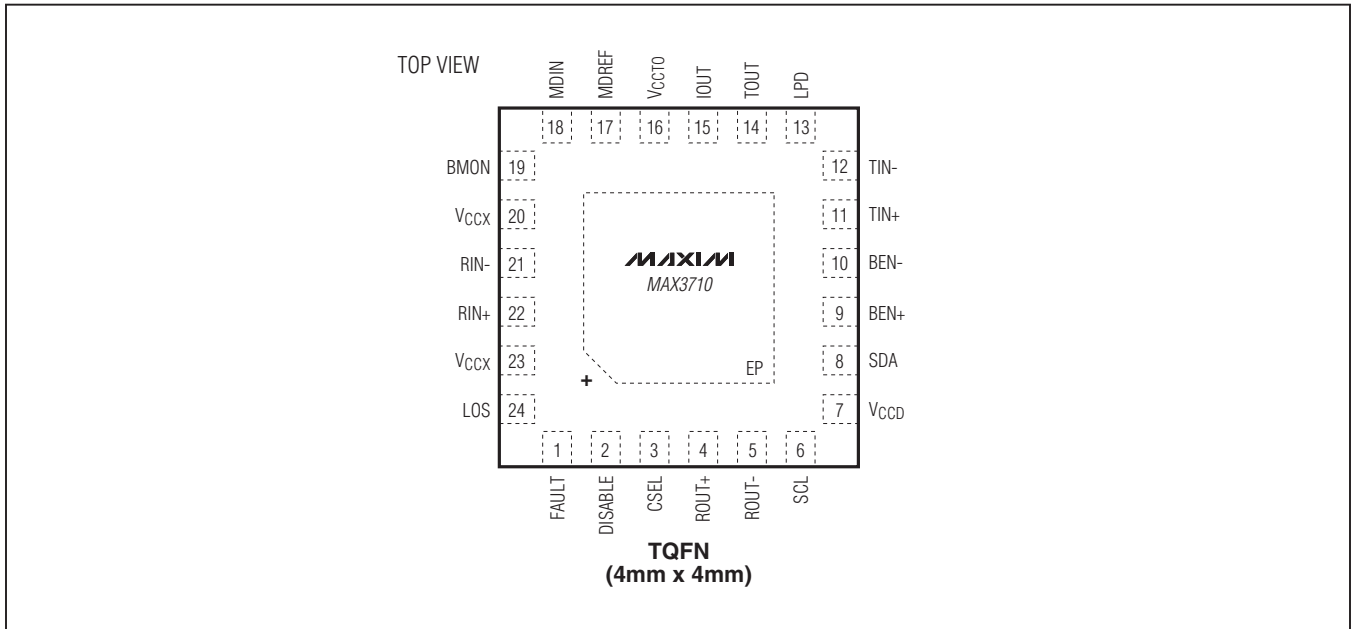 TOP VIEW
MDIN
MDREF
VCCTO
IOUT
TOUT
LPD
18 17 16 15 14 13
BMON 19
VCCX 20
RIN- 21
RIN+ 22
VCCX 23
LOS 24
12 TIN-
11 TIN+
10 BEN-
9 BEN+
8 SDA
7 VCCD
MAXIM
MAX3710
EP
+
1 2 3 4 5 6
FAULT
DISABLE
CSEL
ROUT+
ROUT-
SCL
TQFN
(4mm x 4mm)